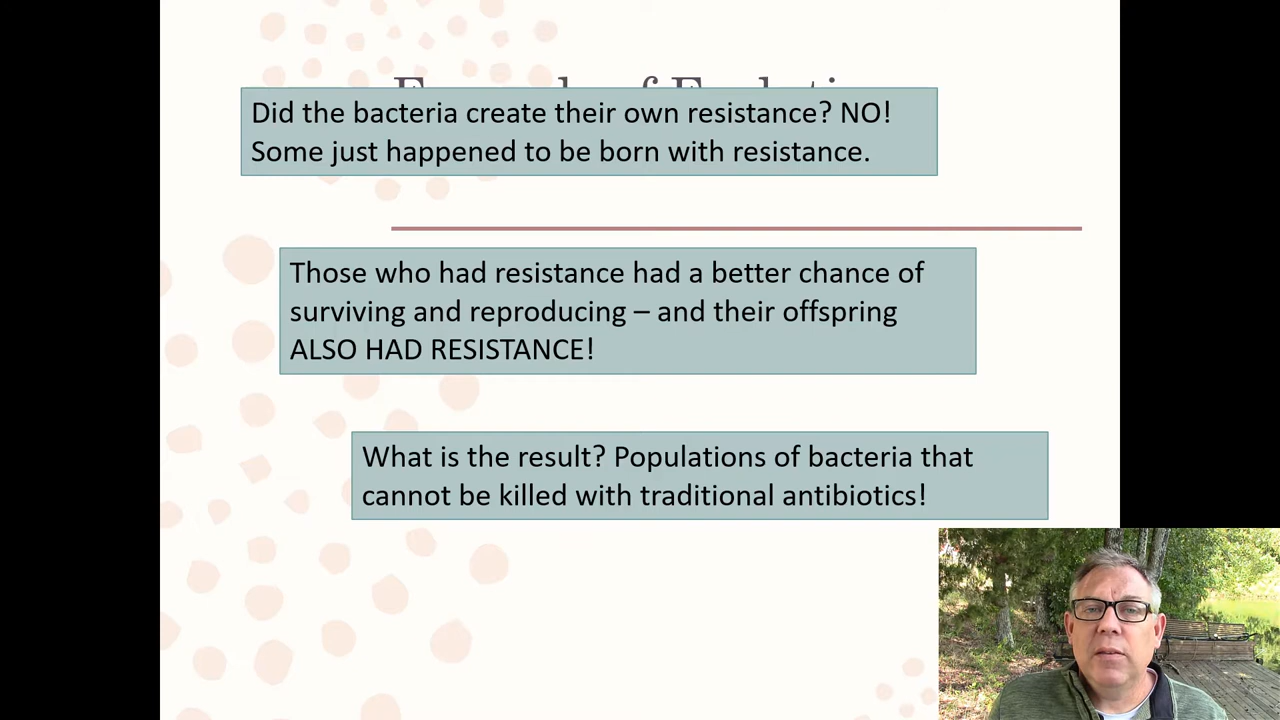 Did the bacteria create their own resistance? NO!
Some just happened to be born with resistance.
Those who had resistance had a better chance of
surviving and reproducing – and their offspring
ALSO HAD RESISTANCE!
What is the result? Populations of bacteria that
cannot be killed with traditional antibiotics!